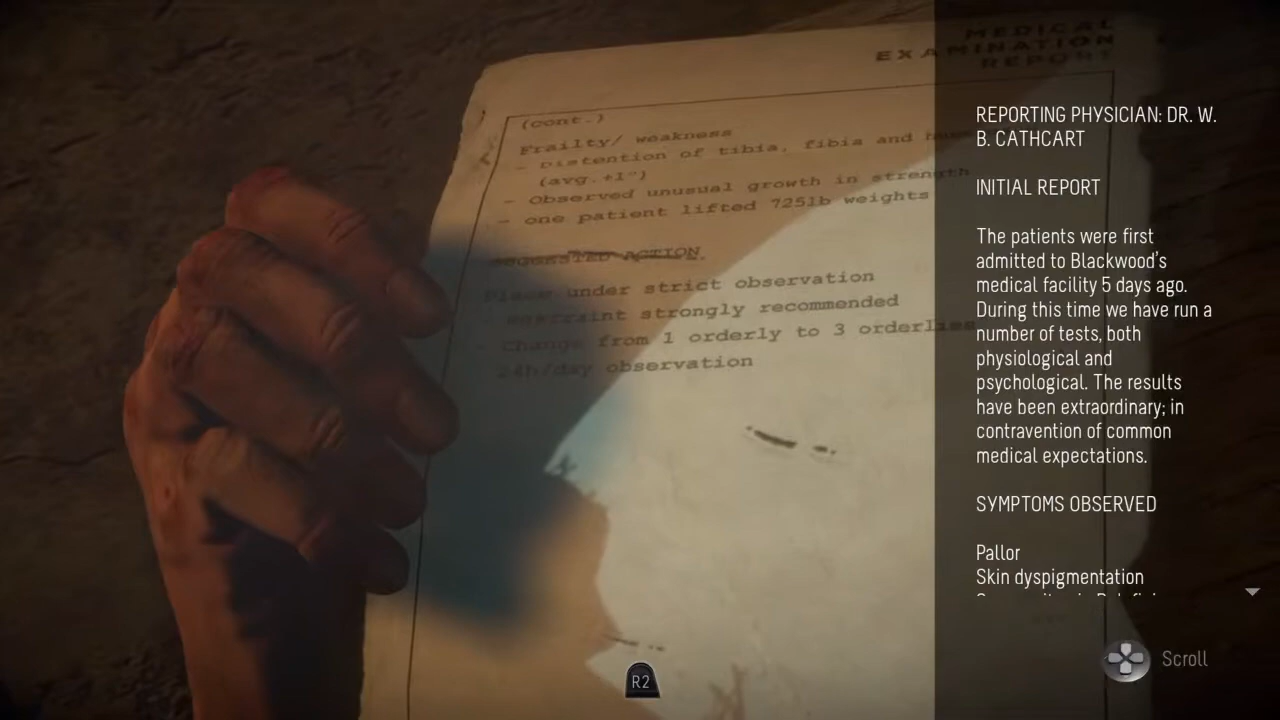 MEDICAL
EXAMINATION
REPORT
(cont.)
Frailty/ weakness
- Distention of tibia, fibia and
(avg.+1")
- Observed unusual growth in strength
- one patient lifted 725lb weights
SUGGESTED ACTION
Place under strict observation
- restraint strongly recommended
- Change from 1 orderly to 3 orderlies
24h/day observation
REPORTING PHYSICIAN: DR. W.
B. CATHCART
INITIAL REPORT
The patients were first
admitted to Blackwood's
medical facility 5 days ago.
During this time we have run a
number of tests, both
physiological and
psychological. The results
have been extraordinary; in
contravention of common
medical expectations.
SYMPTOMS OBSERVED
Pallor
Skin dyspigmentation
R2
Scroll